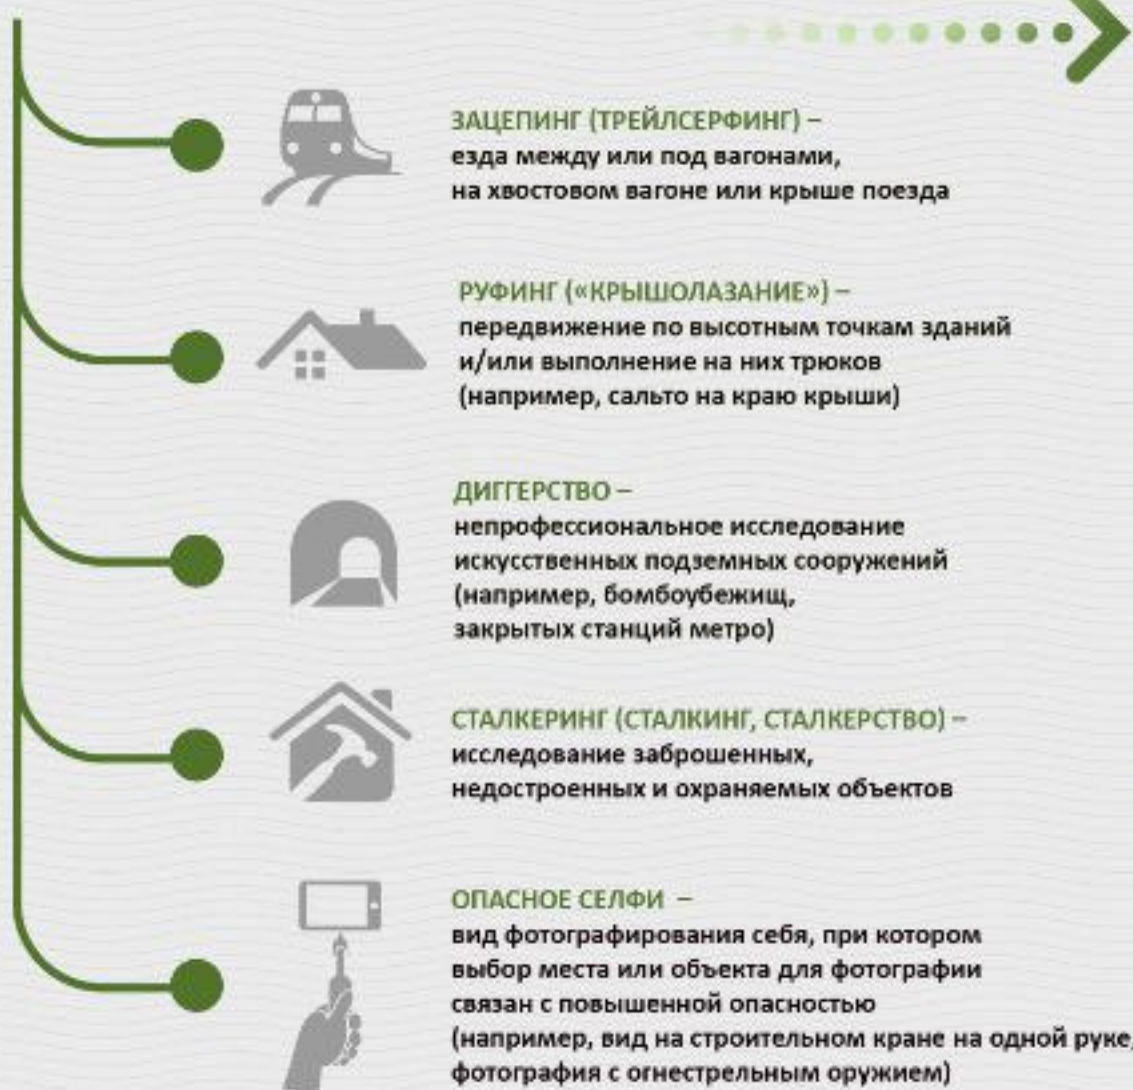 ЗАЦЕПИНГ (ТРЕЙЛСЕРФИНГ) –
езда между или под вагонами,
на хвостовом вагоне или крыше поезда
РУФИНГ («КРЫШОЛАЗАНИЕ») –
передвижение по высотным точкам зданий
и/или выполнение на них трюков
(например, сальто на краю крыши)
ДИГГЕРСТВО –
непрофессиональное исследование
искусственных подземных сооружений
(например, бомбоубежищ,
закрытых станций метро)
СТАЛКЕРИНГ (СТАЛКИНГ, СТАЛКЕРСТВО) –
исследование заброшенных,
недостроенных и охраняемых объектов
ОПАСНОЕ СЕЛФИ –
вид фотографирования себя, при котором
выбор места или объекта для фотографии
связан с повышенной опасностью
(например, вид на строительном кране на одной руке,
фотография с огнестрельным оружием)